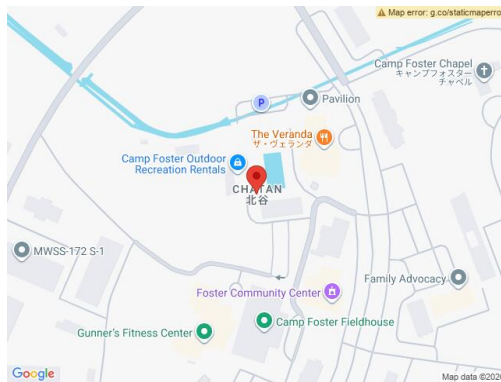 Map error: g.co/staticmaperro
Camp Foster Chapel
キャンプフォスター
チャペル
P
Pavilion
The Veranda
ザ・ヴェランダ
Camp Foster Outdoor
Recreation Rentals
CHATAN
北谷
MWSS-172 S-1
Family Advocacy
Foster Community Center
Gunner's Fitness Center
Camp Foster Fieldhouse
Google
Map data ©2020